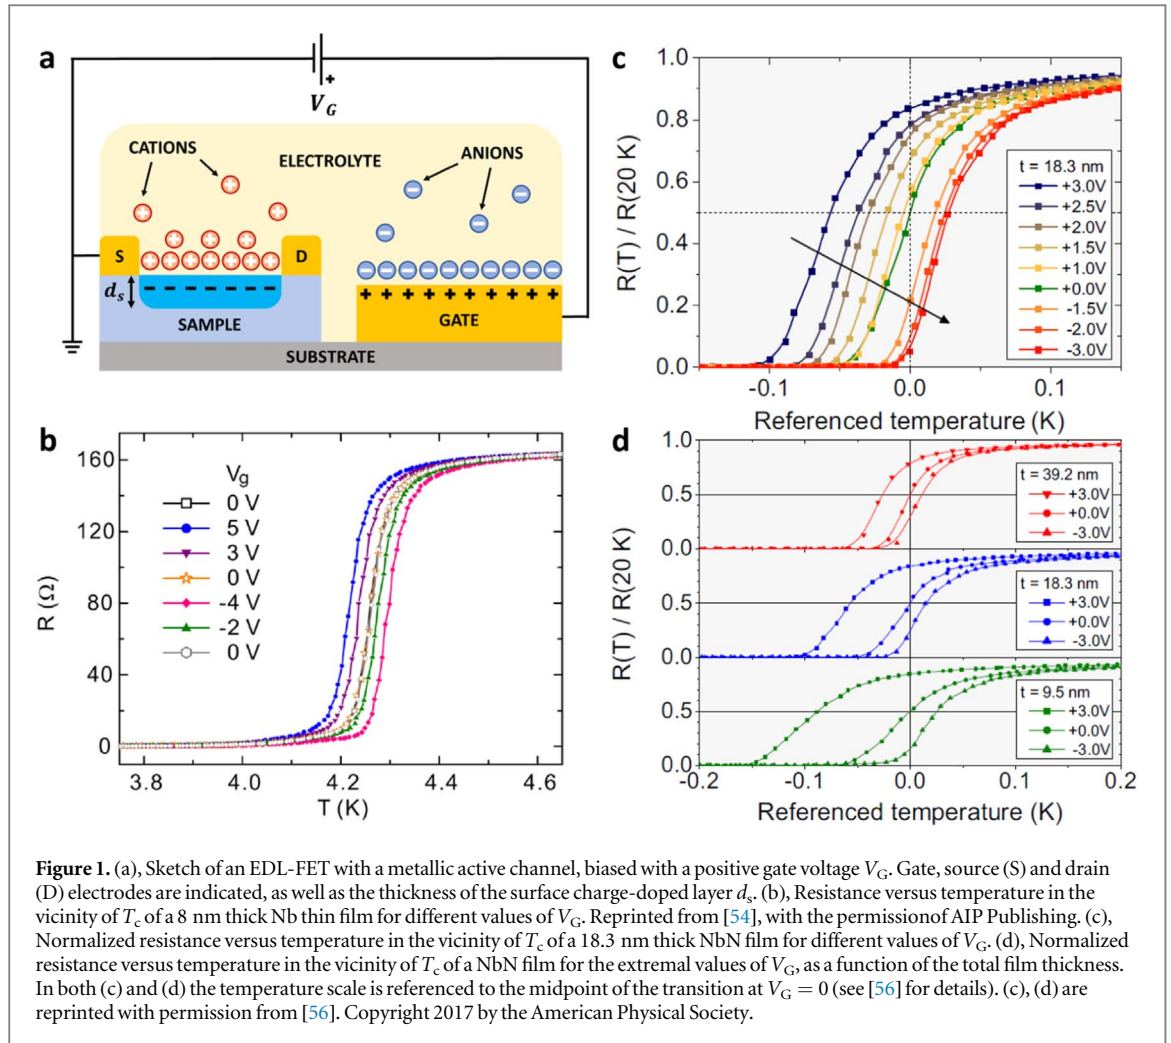 a
+
V_G
CATIONS
ELECTROLYTE
ANIONS
S
D
d_s
SAMPLE
GATE
SUBSTRATE
b
R (Ω)
160
120
80
40
0
V_g
0 V
5 V
3 V
0 V
-4 V
-2 V
0 V
3.8
4.0
4.2
4.4
4.6
T (K)
c
R(T) / R(20 K)
1.0
0.8
0.6
0.4
0.2
0.0
t = 18.3 nm
+3.0V
+2.5V
+2.0V
+1.5V
+1.0V
+0.0V
-1.5V
-2.0V
-3.0V
-0.1
0.0
0.1
Referenced temperature (K)
d
R(T) / R(20 K)
1.0
0.5
0.0
0.5
0.0
0.5
0.0
t = 39.2 nm
+3.0V
+0.0V
-3.0V
t = 18.3 nm
+3.0V
+0.0V
-3.0V
t = 9.5 nm
+3.0V
+0.0V
-3.0V
-0.2
-0.1
0.0
0.1
0.2
Referenced temperature (K)
Figure 1. (a), Sketch of an EDL-FET with a metallic active channel, biased with a positive gate voltage V_G. Gate, source (S) and drain
(D) electrodes are indicated, as well as the thickness of the surface charge-doped layer d_s. (b), Resistance versus temperature in the
vicinity of T_c of a 8 nm thick Nb thin film for different values of V_G. Reprinted from [54], with the permissionof AIP Publishing. (c),
Normalized resistance versus temperature in the vicinity of T_c of a 18.3 nm thick NbN film for different values of V_G. (d), Normalized
resistance versus temperature in the vicinity of T_c of a NbN film for the extremal values of V_G, as a function of the total film thickness.
In both (c) and (d) the temperature scale is referenced to the midpoint of the transition at V_G = 0 (see [56] for details). (c), (d) are
reprinted with permission from [56]. Copyright 2017 by the American Physical Society.